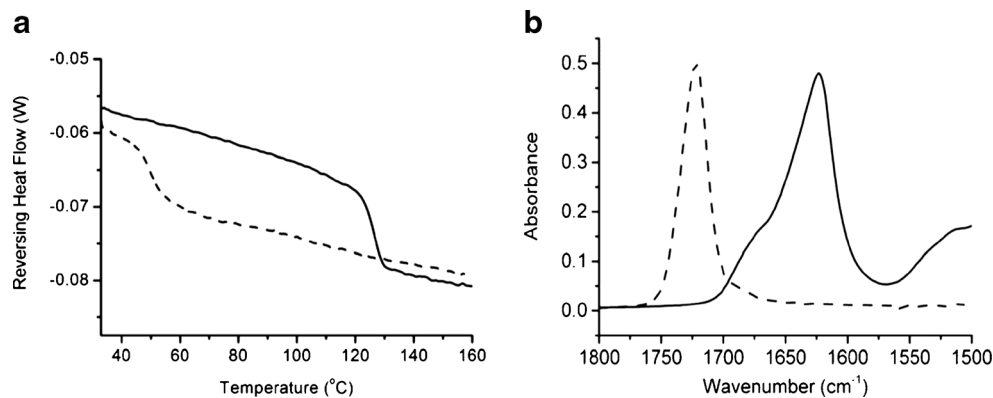 a
b
-0.05
-0.06
-0.07
-0.08
Reversing Heat Flow (W)
40 60 80 100 120 140 160
Temperature (°C)
0.5
0.4
0.3
0.2
0.1
0.0
Absorbance
1800 1750 1700 1650 1600 1550 1500
Wavenumber (cm-1)